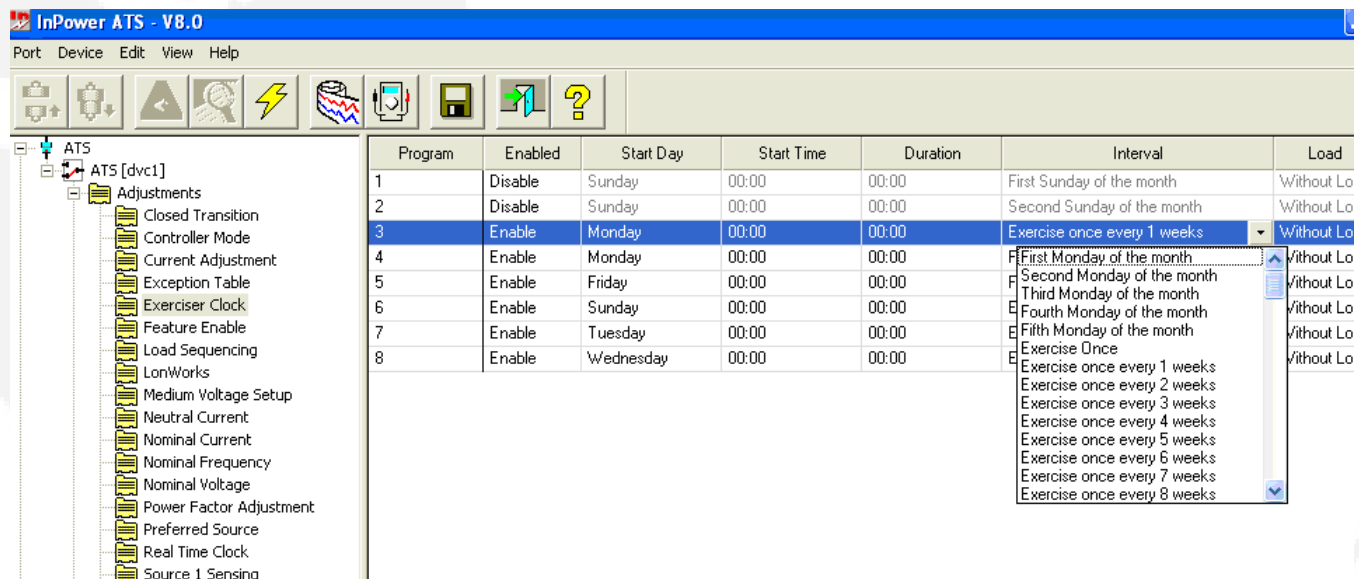 InPower ATS - V8.0
Port Device Edit View Help
ATS
ATS [dvc1]
Adjustments
Closed Transition
Controller Mode
Current Adjustment
Exception Table
Exerciser Clock
Feature Enable
Load Sequencing
LonWorks
Medium Voltage Setup
Neutral Current
Nominal Current
Nominal Frequency
Nominal Voltage
Power Factor Adjustment
Preferred Source
Real Time Clock
Source 1 Sensing
Program Enabled Start Day Start Time Duration Interval Load
1 Disable Sunday 00:00 00:00 First Sunday of the month Without Lo
2 Disable Sunday 00:00 00:00 Second Sunday of the month Without Lo
3 Enable Monday 00:00 00:00 Exercise once every 1 weeks Without Lo
4 Enable Monday 00:00 00:00 F Without Lo
5 Enable Friday 00:00 00:00 F Without Lo
6 Enable Sunday 00:00 00:00 E Without Lo
7 Enable Tuesday 00:00 00:00 E Without Lo
8 Enable Wednesday 00:00 00:00 E Without Lo
First Monday of the month
Second Monday of the month
Third Monday of the month
Fourth Monday of the month
Fifth Monday of the month
Exercise Once
Exercise once every 1 weeks
Exercise once every 2 weeks
Exercise once every 3 weeks
Exercise once every 4 weeks
Exercise once every 5 weeks
Exercise once every 6 weeks
Exercise once every 7 weeks
Exercise once every 8 weeks